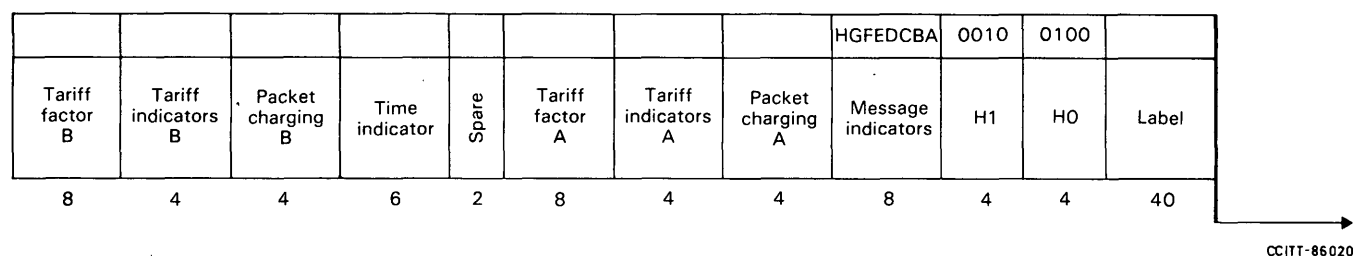 HGFEDCBA 0010 0100
Tariff factor B Tariff indicators B Packet charging B Time indicator Spare Tariff factor A Tariff indicators A Packet charging A Message indicators H1 H0 Label
8 4 4 6 2 8 4 4 8 4 4 40
CCITT-86020